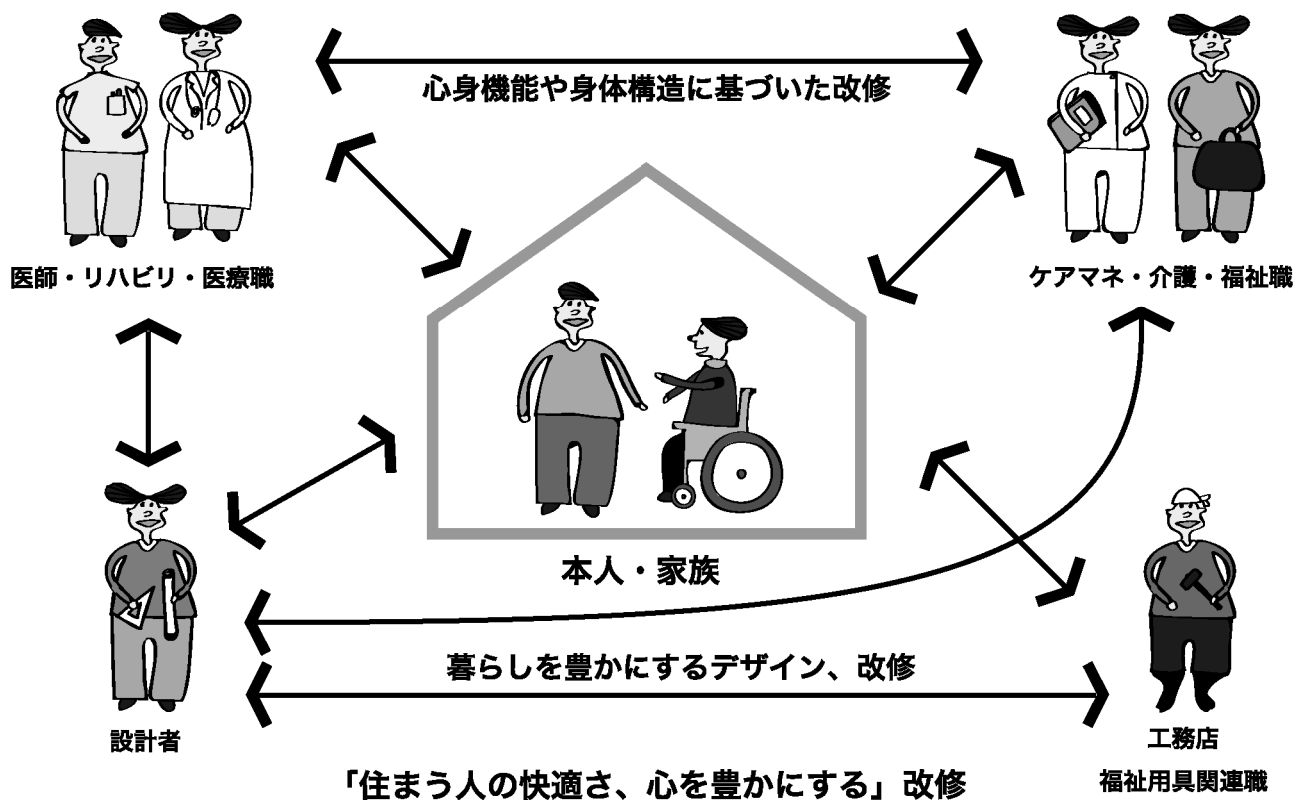 心身機能や身体構造に基づいた改修
医師・リハビリ・医療職
ケアマネ・介護・福祉職
本人・家族
暮らしを豊かにするデザイン、改修
設計者
工務店
福祉用具関連職
「住まう人の快適さ、心を豊かにする」改修